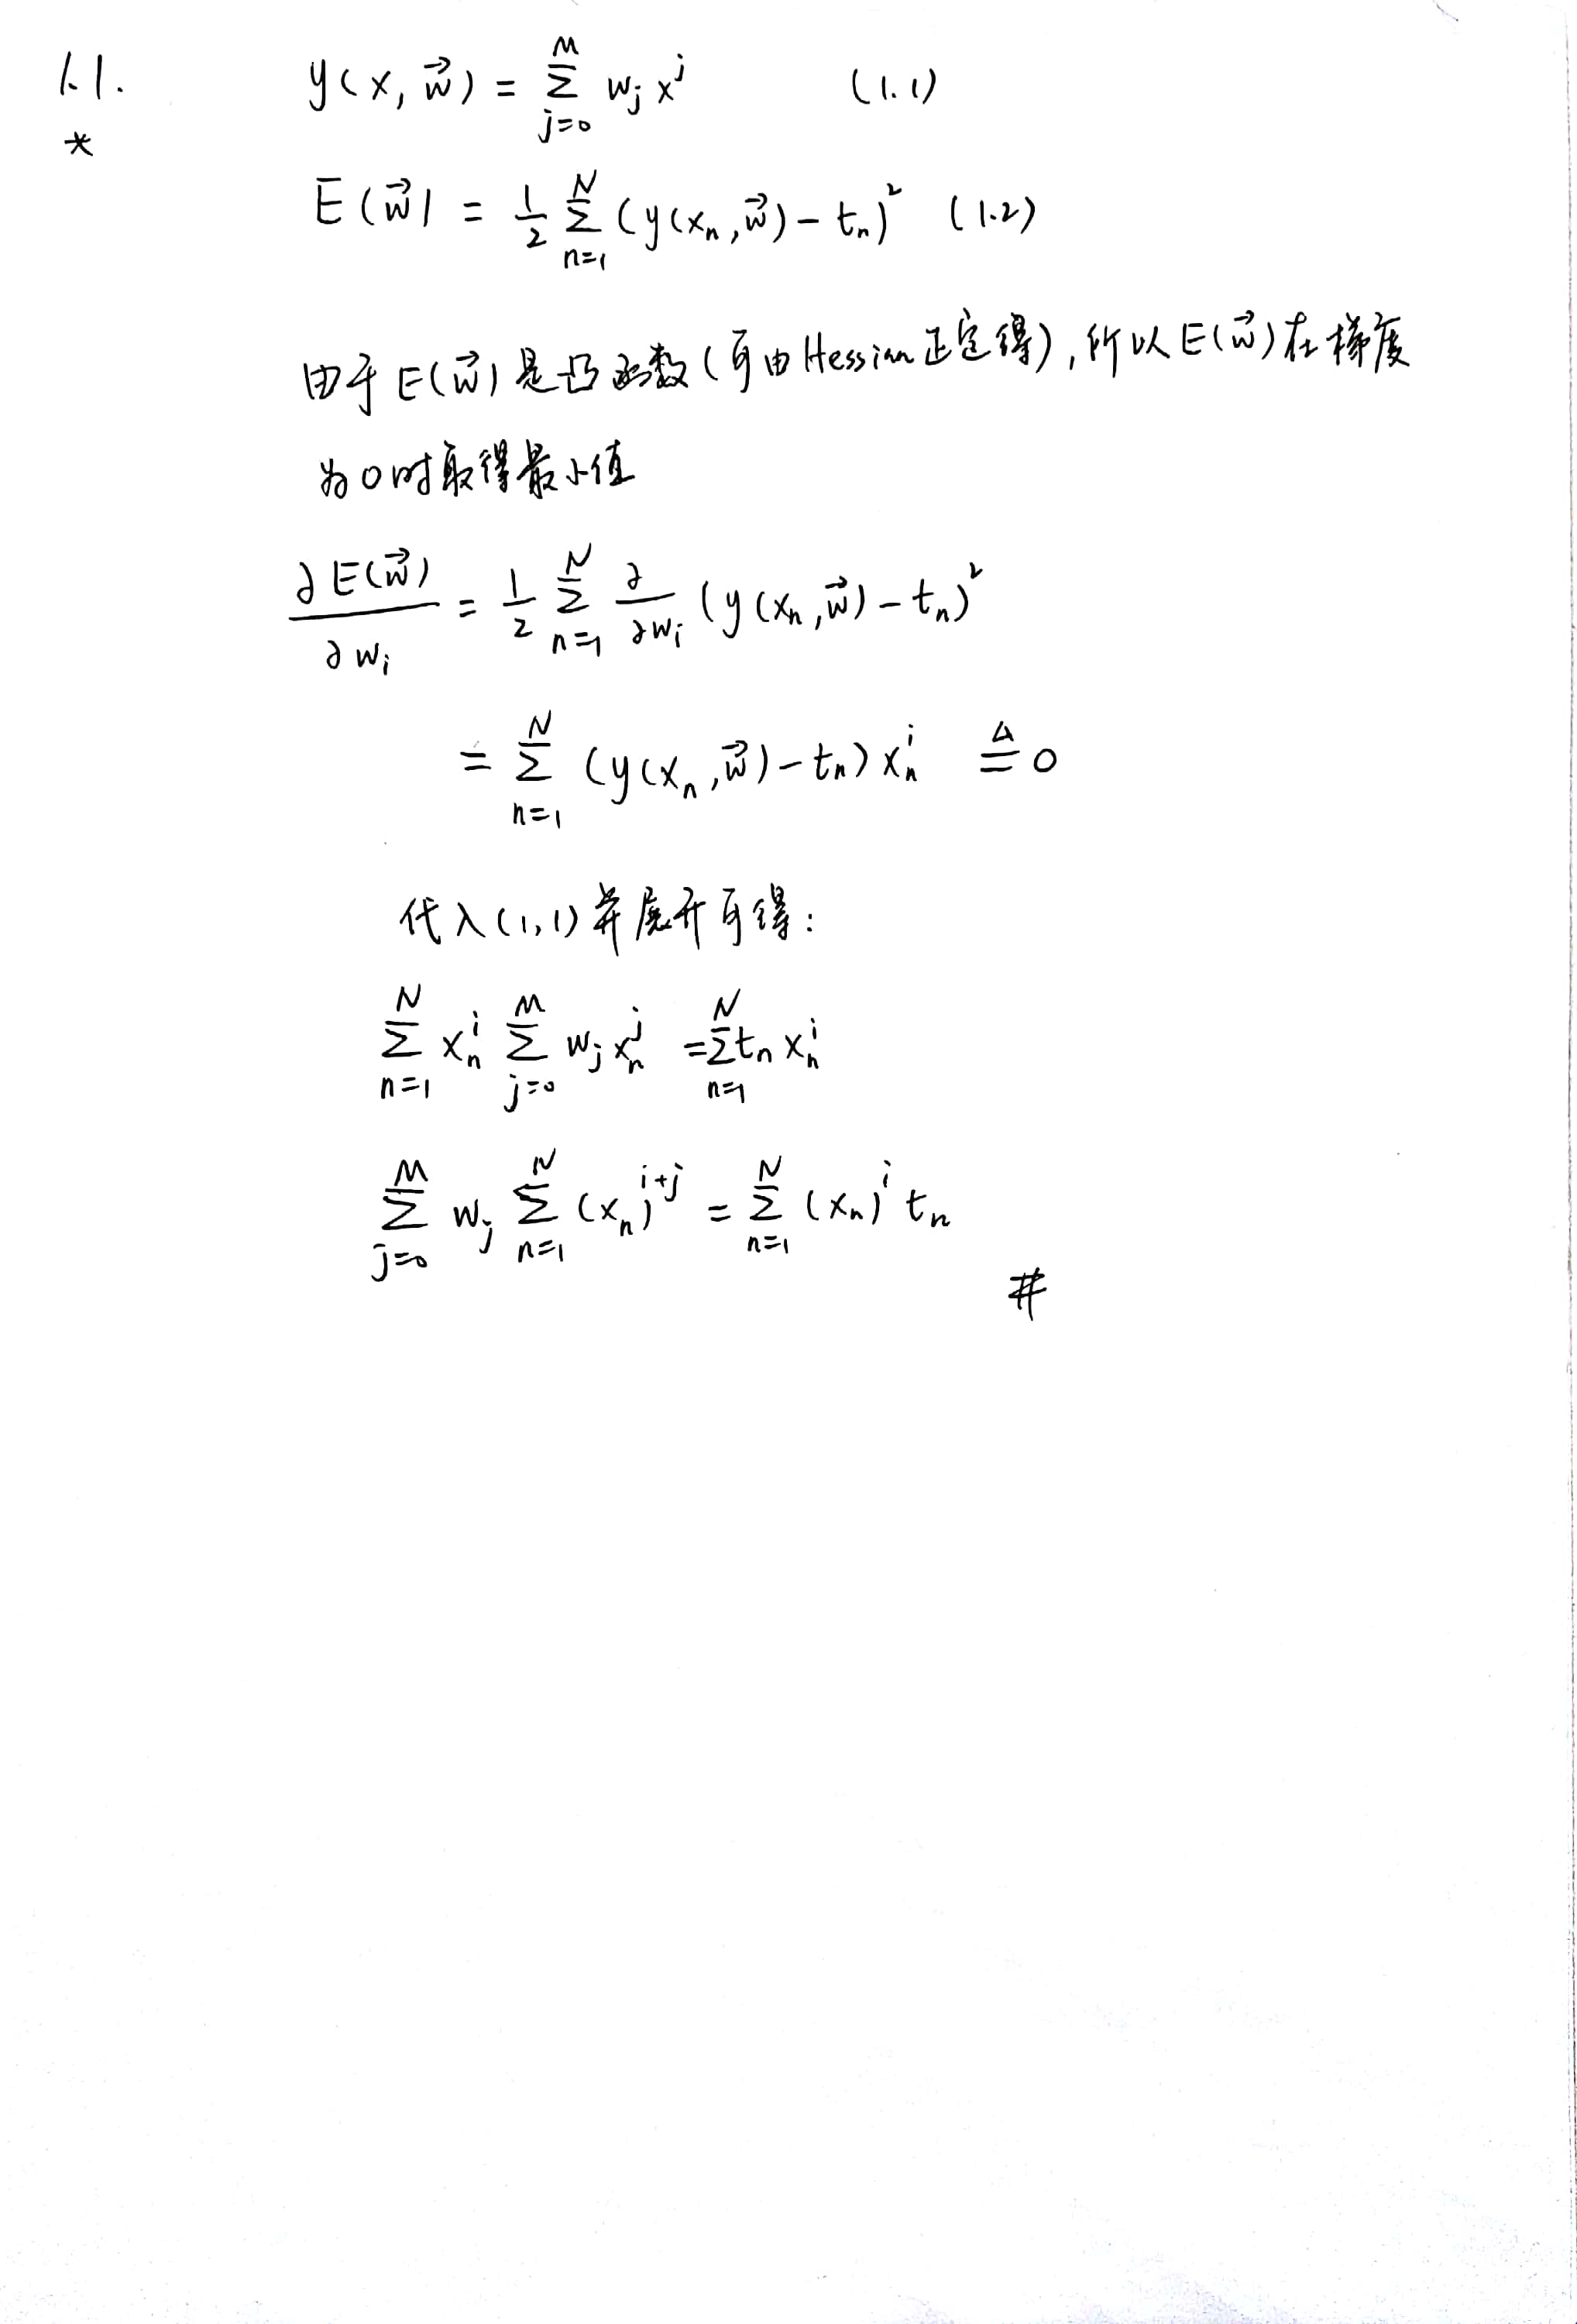 1.1. y(x, \vec{w}) = \sum_{j=0}^{M} w_j x^j (1.1)
*
E(\vec{w}) = \frac{1}{2} \sum_{n=1}^{N} (y(x_n, \vec{w}) - t_n)^2 (1.2)
由于 E(\vec{w}) 是凸函数(可由Hessian正定得), 所以 E(\vec{w}) 在梯度
为0时取得最小值
\frac{∂E(\vec{w})}{∂w_i} = \frac{1}{2} \sum_{n=1}^{N} \frac{∂}{∂w_i} (y(x_n, \vec{w}) - t_n)^2
= \sum_{n=1}^{N} (y(x_n, \vec{w}) - t_n) x_n^i ≜ 0
代入(1,1)并展开可得:
\sum_{n=1}^{N} x_n^i \sum_{j=0}^{M} w_j x_n^j = \sum_{n=1}^{N} t_n x_n^i
\sum_{j=0}^{M} w_j \sum_{n=1}^{N} (x_n)^{i+j} = \sum_{n=1}^{N} (x_n)^i t_n
#